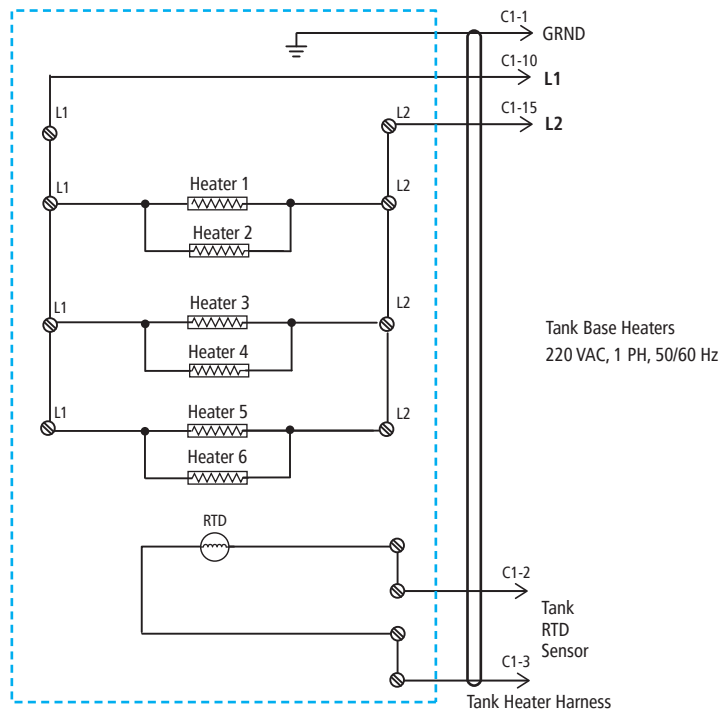 C1-1
GRND
C1-10
L1
C1-15
L2
L1
L2
L1
Heater 1
L2
Heater 2
L1
Heater 3
L2
Heater 4
Tank Base Heaters
220 VAC, 1 PH, 50/60 Hz
L1
Heater 5
L2
Heater 6
RTD
C1-2
Tank
RTD
Sensor
C1-3
Tank Heater Harness